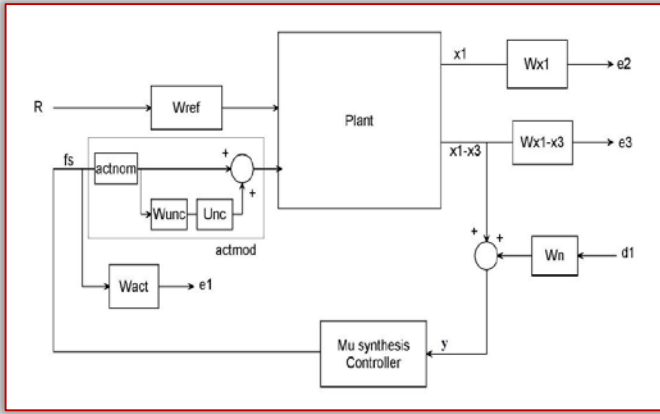 x1
Wx1
e2
R
Wref
Plant
fs
actnom
+
+
x1-x3
Wx1-x3
e3
Wunc
Unc
actmod
+
+
Wn
d1
Wact
e1
Mu synthesis
Controller
y